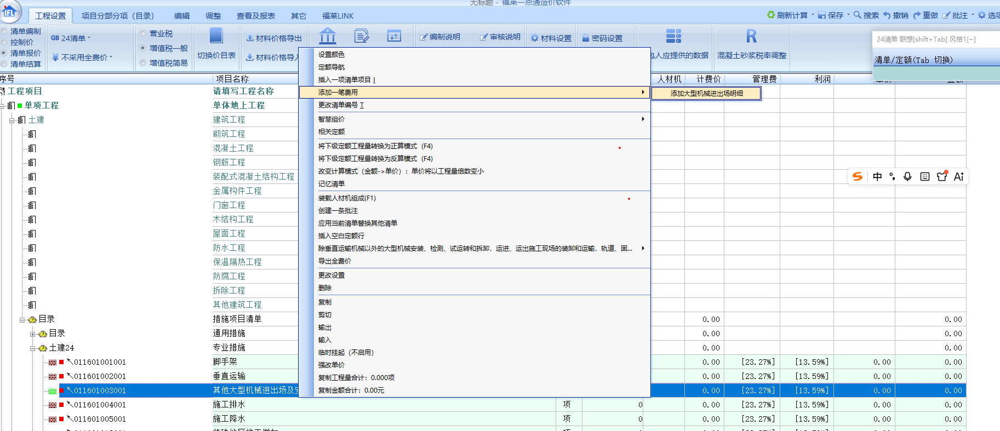 无标题 - 福莱一点通造价软件
工程设置 项目分部分项（目录） 编辑 调整 查看及报表 其它 福莱LINK 刷新计算 保存 搜索 撤销 重做 批注 选项
清单编制
控制价
清单报价
清单结算
GB 24清单
不采用全费价
营业税
增值税一般
增值税简易
切换价目表
材料价格导出
材料价格导入
编制说明 审核说明 材料设置 密码设置
包人应提供的数据 混凝土砂浆税率调整
24清单 联想[shift+Tab] 风格1[~]
清单/定额(Tab 切换)
序号 项目名称 人材机 计费价 管理费 利润
工程项目 请填写工程名称
单项工程 单体地上工程
土建 建筑工程
砌筑工程
混凝土工程
钢筋工程
装配式混凝土结构工程
金属构件工程
门窗工程
木结构工程
屋面工程
防水工程
保温隔热工程
防腐工程
拆除工程
其他建筑工程
目录 措施项目清单 0.00 0.00
目录 通用措施 0.00 0.00
土建24 专业措施 0.00 0.00
011601001001 脚手架 0.00 [23.27%] [13.59%] 0.00 0.00
011601002001 垂直运输 0.00 [23.27%] [13.59%] 0.00 0.00
011601003001 其他大型机械进出场及安 0.00 [23.27%] [13.59%] 0.00 0.00
011601004001 施工排水 项 0 0.00 [23.27%] [13.59%] 0.00 0.00
011601005001 施工降水 项 0 0.00 [23.27%] [13.59%] 0.00 0.00
设置颜色
定额导航
插入一项清单项目 I
添加一笔费用
添加大型机械进出场明细
更改清单编号 T
智慧组价
相关定额
将下级定额工程量转换为正算模式（F4）
将下级定额工程量转换为反算模式（F4）
改变计算模式（金额->单价）：单价将以工程量倍数变小
记忆清单
装载人材机组成(F1)
创建一条批注
应用当前清单替换其他清单
插入空白定额行
除垂直运输机械以外的大型机械安装、检测、试运转和拆卸，运进、运出施工现场的装卸和运输，轨道、固...
导出全费价
更改设置
删除
复制
剪切
输出
输入
临时挂起（不启用）
强改单价
复制工程量合计：0.000项
复制金额合计：0.00元
中